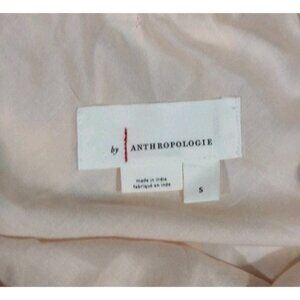 by ANTHROPOLOGIE
made in india
fabriqué en inde
S